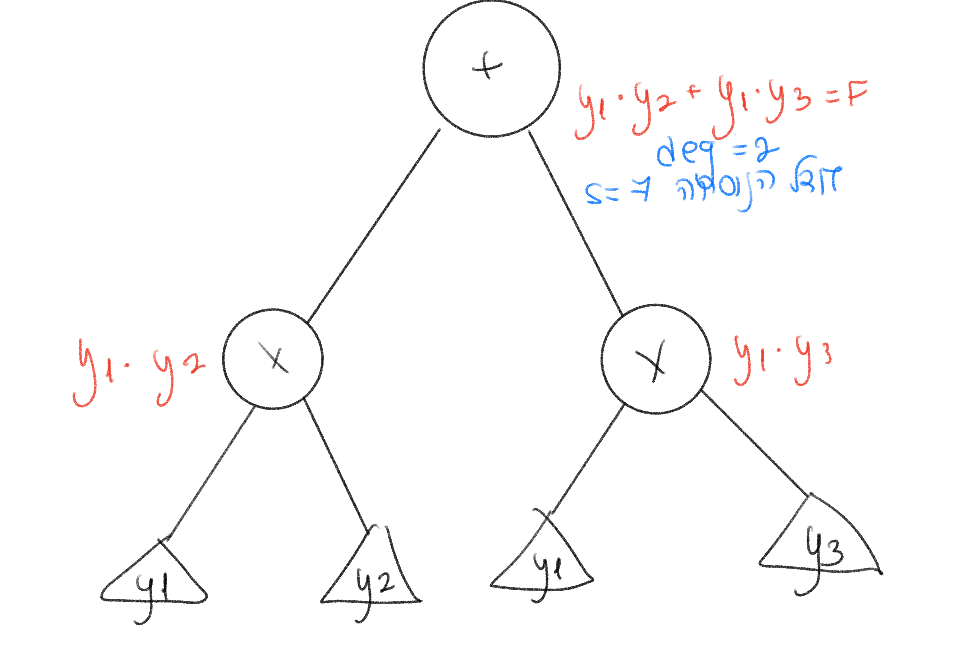 +
y1 · y2 + y1 · y3 = F
deg = 2
s = 7 גודל הנוסחה
y1 · y2
x
x
y1 · y3
y1
y2
y1
y3